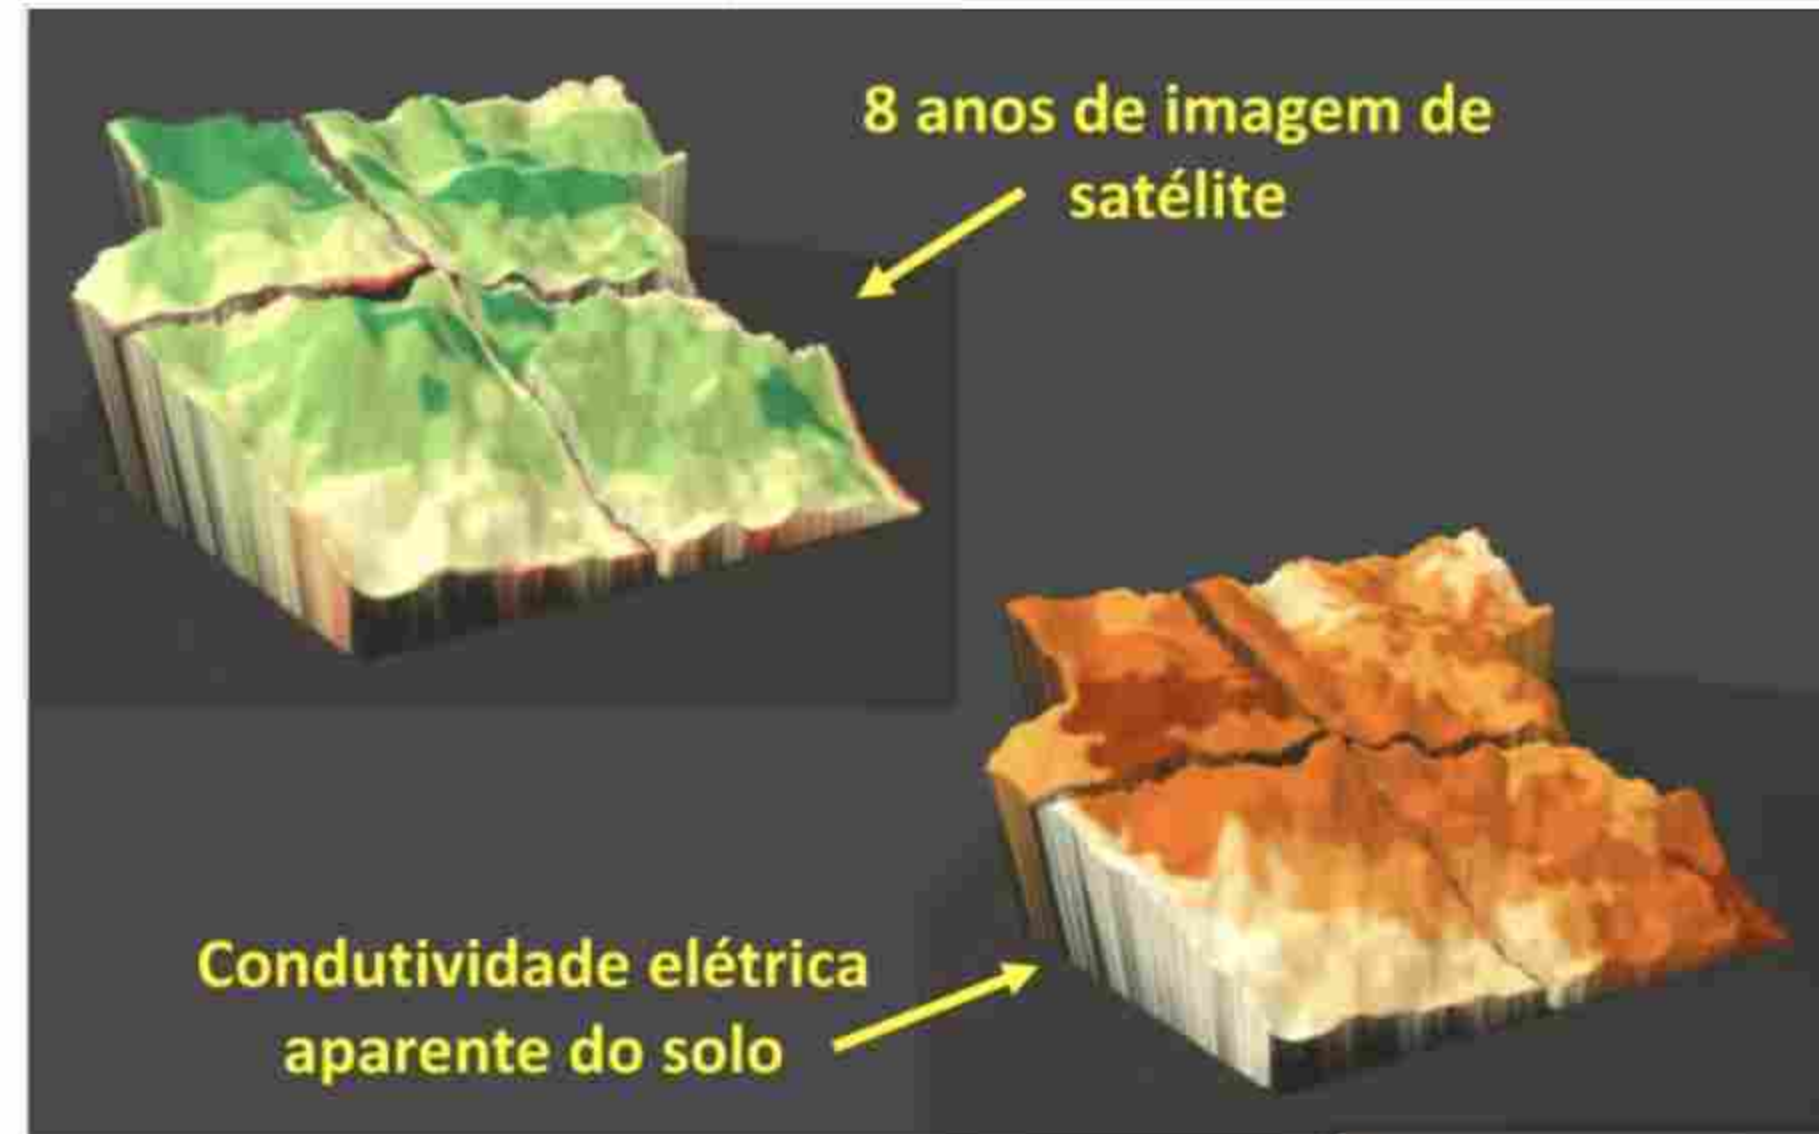 8 anos de imagem de
satélite
Condutividade elétrica
aparente do solo